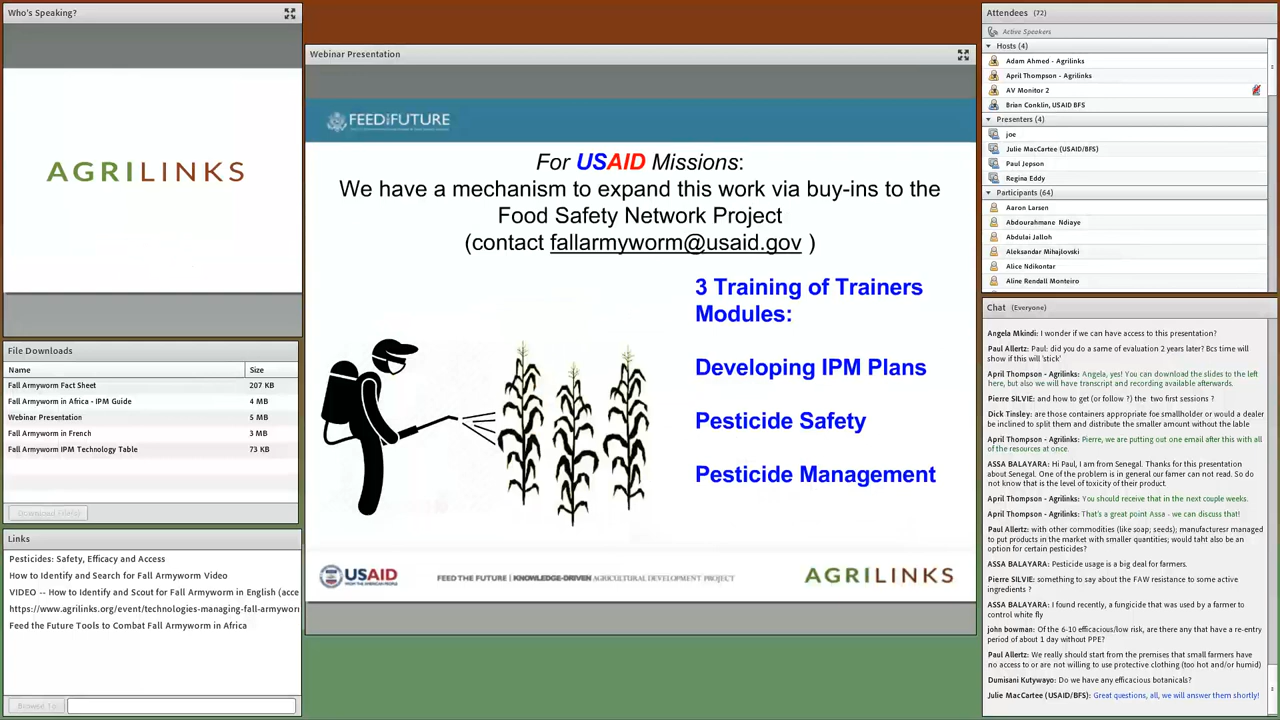 Who's Speaking?
AGRILINKS
File Downloads
Name Size
Fall Armyworm Fact Sheet 207 KB
Fall Armyworm in Africa - IPM Guide 4 MB
Webinar Presentation 5 MB
Fall Armyworm in French 3 MB
Fall Armyworm IPM Technology Table 73 KB
Download File(s)
Links
Pesticides: Safety, Efficacy and Access
How to Identify and Search for Fall Armyworm Video
VIDEO -- How to Identify and Scout for Fall Armyworm in English (acce
https://www.agrilinks.org/event/technologies-managing-fall-armyworn
Feed the Future Tools to Combat Fall Armyworm in Africa
Browse To
Webinar Presentation
FEED THE FUTURE
For USAID Missions:
We have a mechanism to expand this work via buy-ins to the
Food Safety Network Project
(contact fallarmyworm@usaid.gov )
3 Training of Trainers
Modules:
Developing IPM Plans
Pesticide Safety
Pesticide Management
USAID
FROM THE AMERICAN PEOPLE
FEED THE FUTURE | KNOWLEDGE-DRIVEN AGRICULTURAL DEVELOPMENT PROJECT
AGRILINKS
Attendees (72)
Active Speakers
Hosts (4)
Adam Ahmed - Agrilinks
April Thompson - Agrilinks
AV Monitor 2
Brian Conklin, USAID BFS
Presenters (4)
joe
Julie MacCartee (USAID/BFS)
Paul Jepson
Regina Eddy
Participants (64)
Aaron Larsen
Abdourahmane Ndiaye
Abdulai Jalloh
Aleksandar Mihajlovski
Alice Ndikontar
Aline Rendall Monteiro
Chat (Everyone)
Angela Mkindi: I wonder if we can have access to this presentation?
Paul Allertz: Paul: did you do a same of evaluation 2 years later? Bcs time will
show if this will 'stick'
April Thompson - Agrilinks: Angela, yes! You can download the slides to the left
here, but also we will have transcript and recording available afterwards.
Pierre SILVIE: and how to get (or follow ?) the two first sessions ?
Dick Tinsley: are those containers appropriate foe smallholder or would a dealer
be inclined to split them and distribute the smaller amount without the lable
April Thompson - Agrilinks: Pierre, we are putting out one email after this with all
of the resources at once.
ASSA BALAYARA: Hi Paul, I am from Senegal. Thanks for this presentation
about Senegal. One of the problem is in general our famer can not read. So do
not know that is the level of toxicity of their product.
April Thompson - Agrilinks: You should receive that in the next couple weeks.
April Thompson - Agrilinks: That's a great point Assa - we can discuss that!
Paul Allertz: with other commodities (like soap; seeds); manufacturesr managed
to put products in the market with smaller quantities; would taht also be an
option for certain pesticides?
ASSA BALAYARA: Pesticide usage is a big deal for farmers.
Pierre SILVIE: something to say about the FAW resistance to some active
ingredients ?
ASSA BALAYARA: I found recently, a fungicide that was used by a farmer to
control white fly
john bowman: Of the 6-10 efficacious/low risk, are there any that have a re-entry
period of about 1 day without PPE?
Paul Allertz: We really should start from the premises that small farmers have
no access to or are not willing to use protective clothing (too hot and/or humid)
Dumisani Kutywayo: Do we have any efficacious botanicals?
Julie MacCartee (USAID/BFS): Great questions, all, we will answer them shortly!